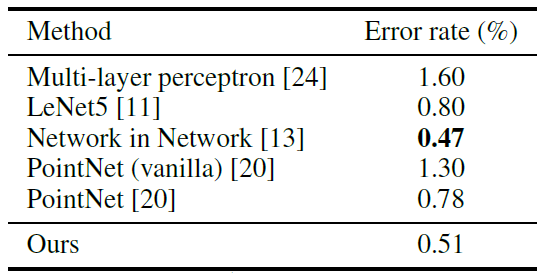 Method Error rate (%)
Multi-layer perceptron [24] 1.60
LeNet5 [11] 0.80
Network in Network [13] 0.47
PointNet (vanilla) [20] 1.30
PointNet [20] 0.78
Ours 0.51